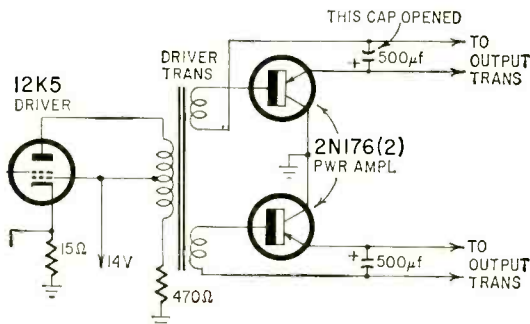 THIS CAP OPENED
TO
OUTPUT
TRANS
500µf
+
DRIVER
TRANS
12K5
DRIVER
2N176(2)
PWR AMPL
15Ω
14V
470Ω
+
500µf
TO
OUTPUT
TRANS